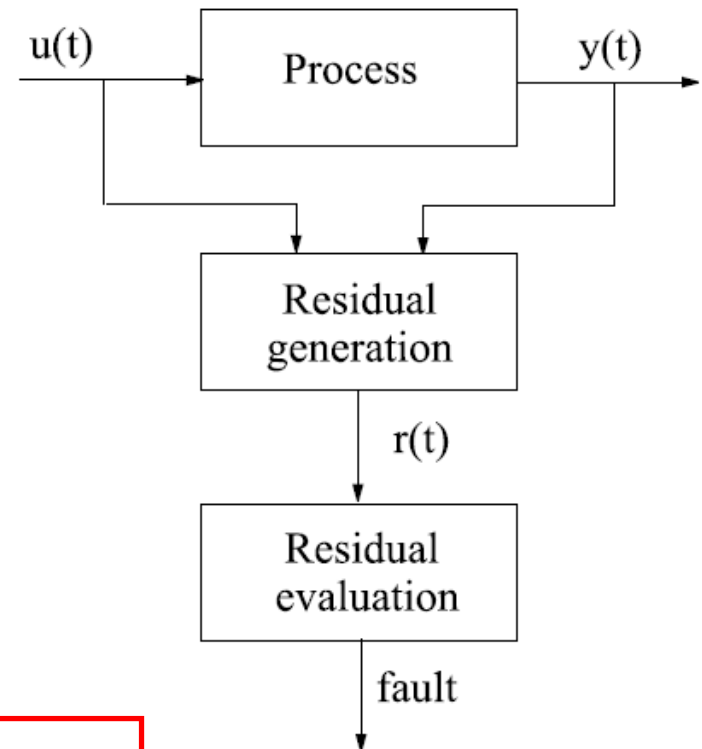 u(t)
Process
y(t)
Residual
generation
r(t)
Residual
evaluation
fault